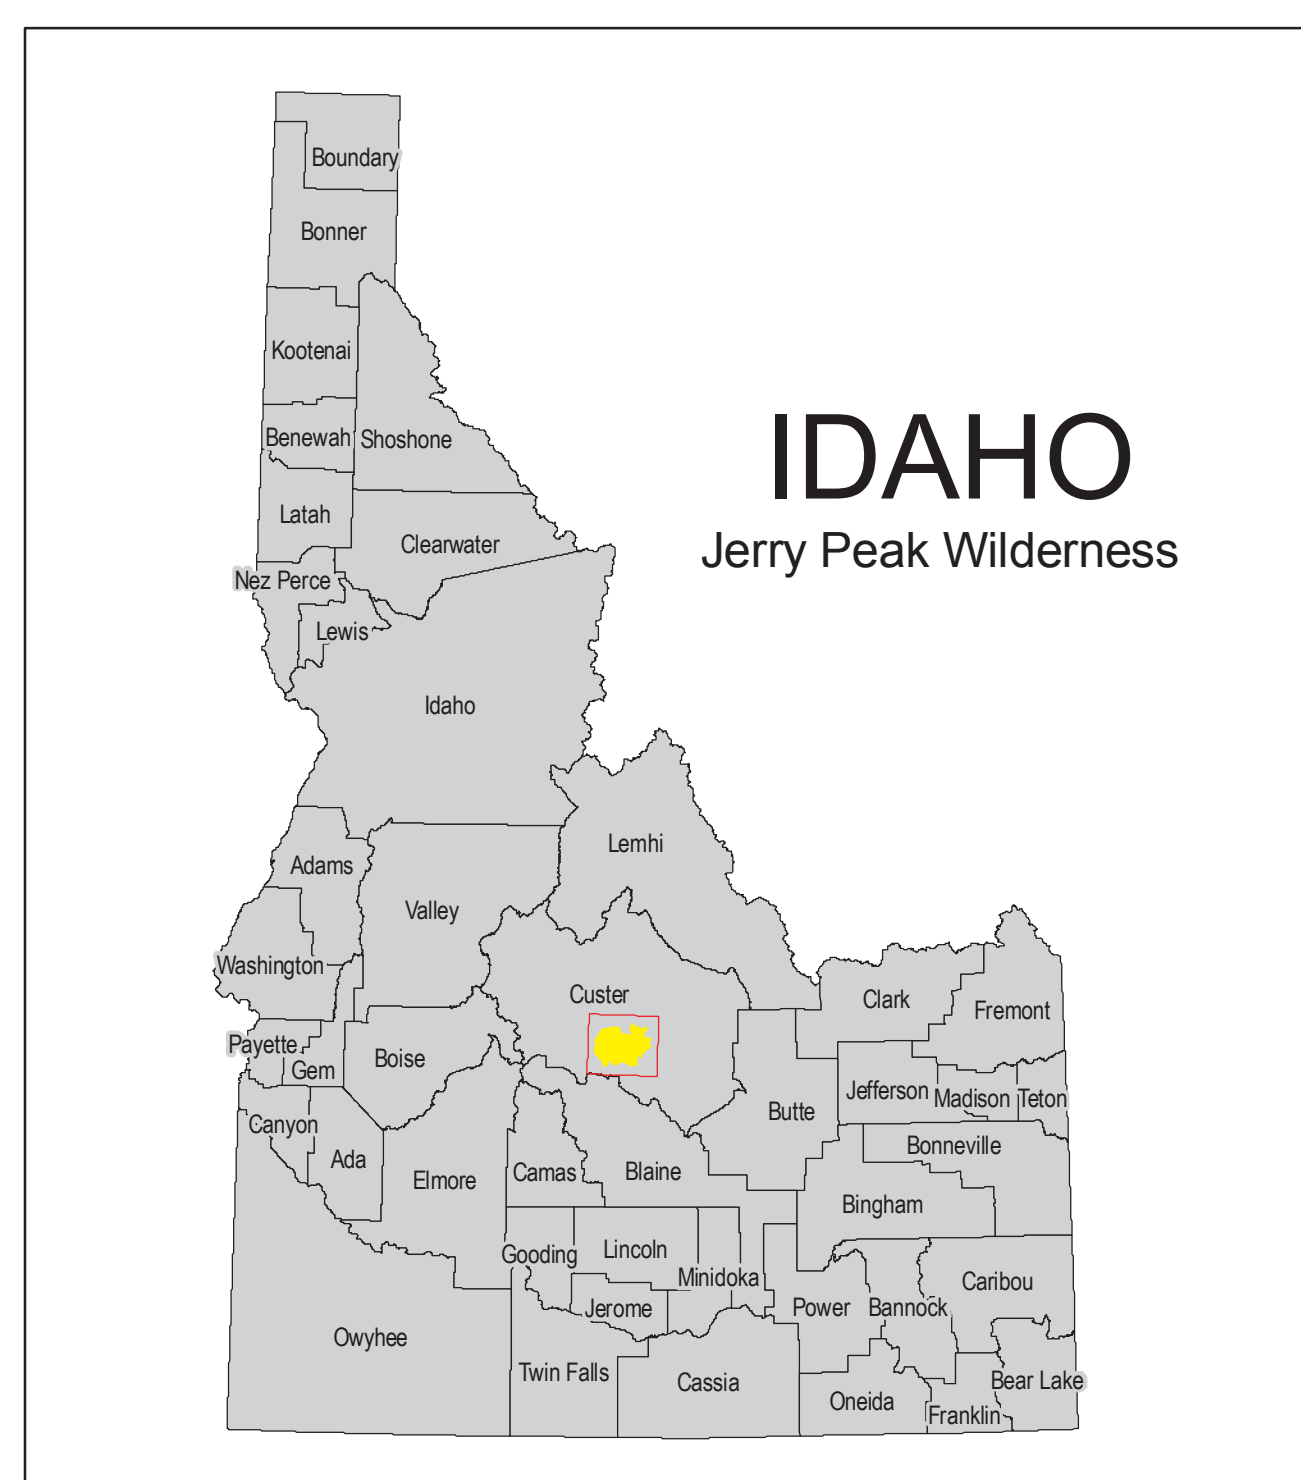 Boundary
Bonner
Kootenai
IDAHO
Benewah
Shoshone
Latah
Clearwater
Jerry Peak Wilderness
Nez Perce
Lewis
Idaho
Lemhi
Adams
Valley
Washington
Custer
Clark
Fremont
Payette
Boise
Gem
Jefferson
Madison
Teton
Butte
Canyon
Bonneville
Ada
Elmore
Camas
Blaine
Bingham
Gooding
Lincoln
Minidoka
Caribou
Jerome
Power
Bannock
Owyhee
Twin Falls
Cassia
Bear Lake
Oneida
Franklin